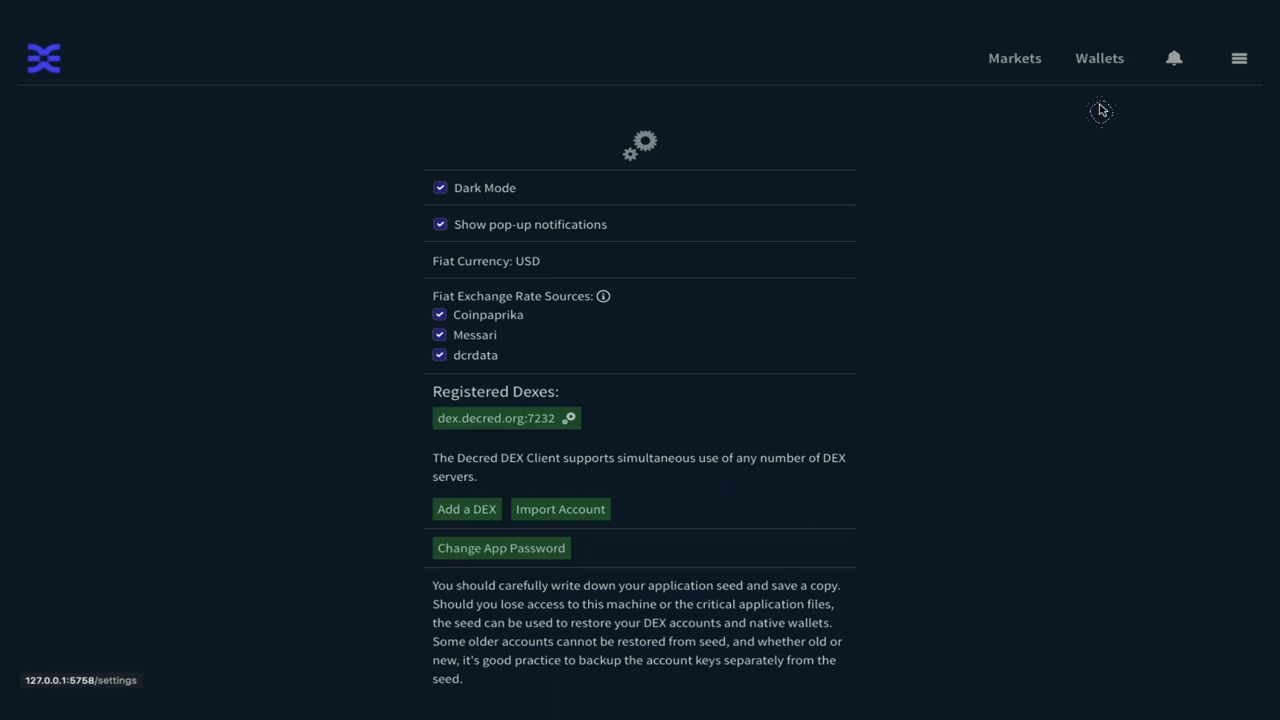 Markets Wallets
Dark Mode
Show pop-up notifications
Fiat Currency: USD
Fiat Exchange Rate Sources:
Coinpaprika
Messari
dcrdata
Registered Dexes:
dex.decred.org:7232
The Decred DEX Client supports simultaneous use of any number of DEX
servers.
Add a DEX Import Account
Change App Password
You should carefully write down your application seed and save a copy.
Should you lose access to this machine or the critical application files,
the seed can be used to restore your DEX accounts and native wallets.
Some older accounts cannot be restored from seed, and whether old or
new, it's good practice to backup the account keys separately from the
seed.
127.0.0.1:5758/settings